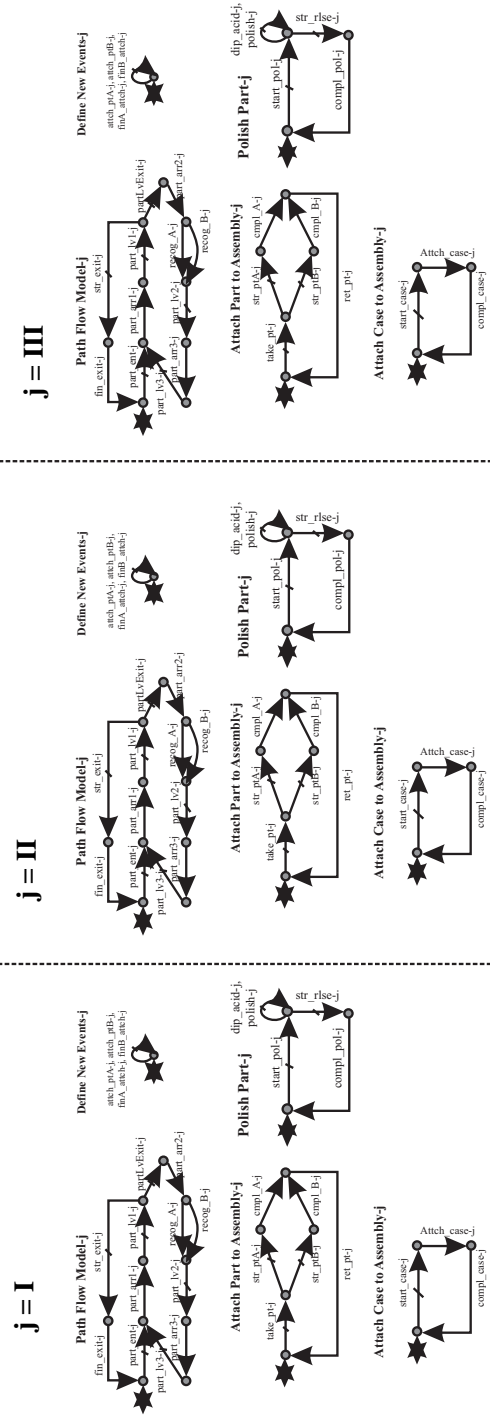 j = I
Path Flow Model-j
str_exit-j
fin_exit-j
part_ent-j
part_arr1-j
part_lv1-j
partLvExit-j
part_arr2-j
recog_A-j
recog_B-j
part_lv2-j
part_arr3-j
part_lv3-j
Define New Events-j
attch_ptA-j, attch_ptB-j,
finA_attch-j, finB_attch-j
Attach Part to Assembly-j
take_pt-j
str_ptA-j
str_ptB-j
cmpl_A-j
cmpl_B-j
ret_pt-j
Polish Part-j
dip_acid-j,
polish-j
start_pol-j
str_rlse-j
compl_pol-j
Attach Case to Assembly-j
start_case-j
Attch_case-j
compl_case-j
j = II
Path Flow Model-j
str_exit-j
fin_exit-j
part_ent-j
part_arr1-j
part_lv1-j
partLvExit-j
part_arr2-j
recog_A-j
recog_B-j
part_lv2-j
part_arr3-j
part_lv3-j
Define New Events-j
attch_ptA-j, attch_ptB-j,
finA_attch-j, finB_attch-j
Attach Part to Assembly-j
take_pt-j
str_ptA-j
str_ptB-j
cmpl_A-j
cmpl_B-j
ret_pt-j
Polish Part-j
dip_acid-j,
polish-j
start_pol-j
str_rlse-j
compl_pol-j
Attach Case to Assembly-j
start_case-j
Attch_case-j
compl_case-j
j = III
Path Flow Model-j
str_exit-j
fin_exit-j
part_ent-j
part_arr1-j
part_lv1-j
partLvExit-j
part_arr2-j
recog_A-j
recog_B-j
part_lv2-j
part_arr3-j
part_lv3-j
Define New Events-j
attch_ptA-j, attch_ptB-j,
finA_attch-j, finB_attch-j
Attach Part to Assembly-j
take_pt-j
str_ptA-j
str_ptB-j
cmpl_A-j
cmpl_B-j
ret_pt-j
Polish Part-j
dip_acid-j,
polish-j
start_pol-j
str_rlse-j
compl_pol-j
Attach Case to Assembly-j
start_case-j
Attch_case-j
compl_case-j